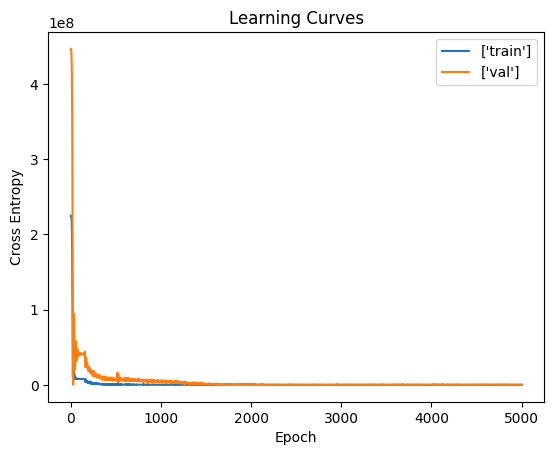 Learning Curves
1e8
['train']
['val']
4
3
2
1
0
Cross Entropy
0
1000
2000
3000
4000
5000
Epoch